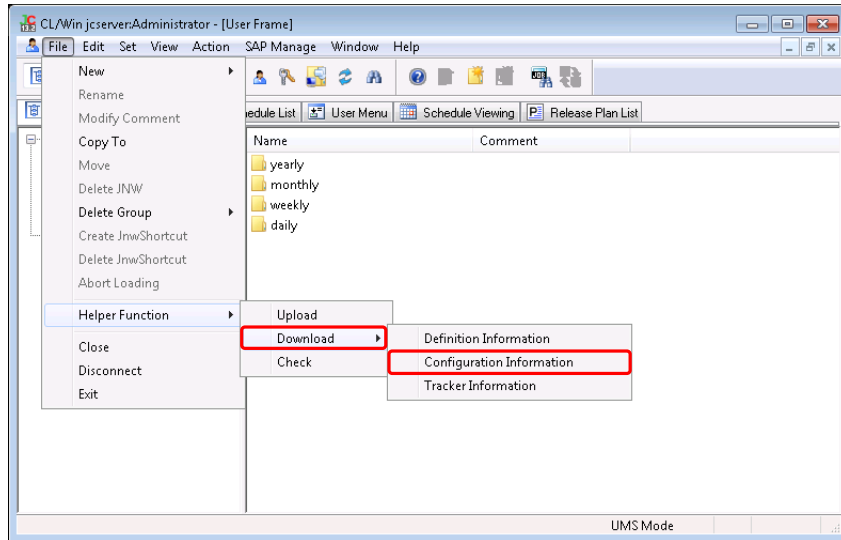 CL/Win jcserver:Administrator - [User Frame]
File Edit Set View Action SAP Manage Window Help
edule List User Menu Schedule Viewing Release Plan List
Name Comment
yearly
monthly
weekly
daily
New
Rename
Modify Comment
Copy To
Move
Delete JNW
Delete Group
Create JnwShortcut
Delete JnwShortcut
Abort Loading
Helper Function
Close
Disconnect
Exit
Upload
Download
Check
Definition Information
Configuration Information
Tracker Information
UMS Mode